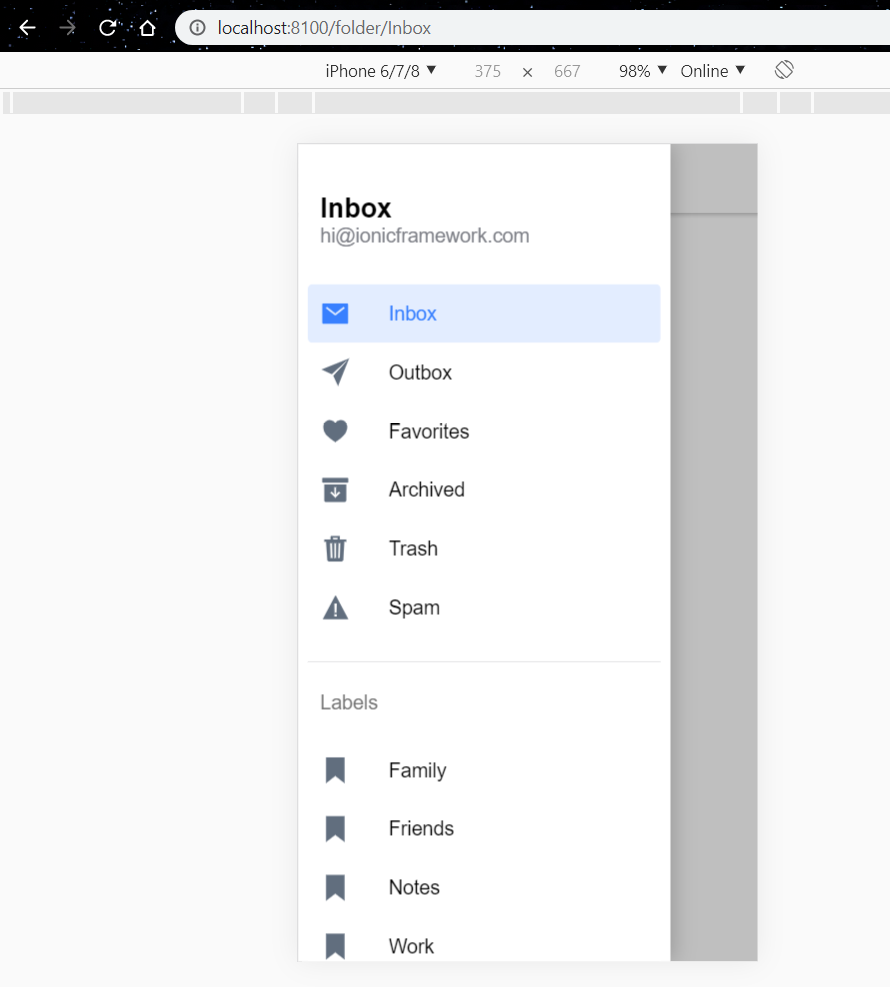 localhost:8100/folder/Inbox
iPhone 6/7/8 ▼ 375 × 667 98% ▼ Online ▼
Inbox
hi@ionicframework.com
Inbox
Outbox
Favorites
Archived
Trash
Spam
Labels
Family
Friends
Notes
Work